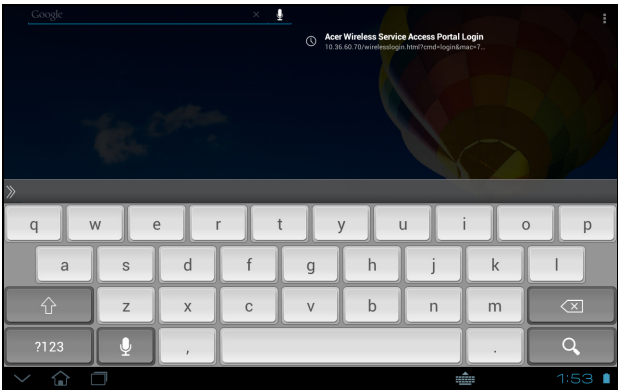 Google
Acer Wireless Service Access Portal Login
10.36.60.70/wirelesslogin.html?cmd=login&mac=7...
q w e r t y u i o p
a s d f g h j k l
z x c v b n m
?123 , .
1:53